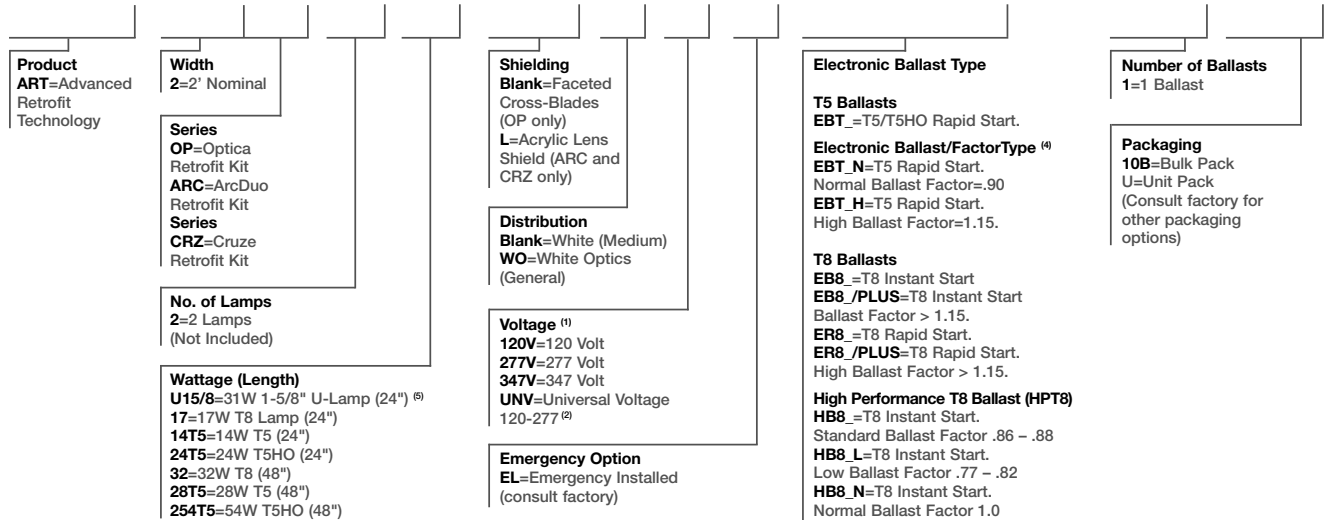 Product
ART=Advanced
Retrofit
Technology
Width
2=2' Nominal
Series
OP=Optica
Retrofit Kit
ARC=ArcDuo
Retrofit Kit
Series
CRZ=Cruze
Retrofit Kit
No. of Lamps
2=2 Lamps
(Not Included)
Wattage (Length)
U15/8=31W 1-5/8" U-Lamp (24") (5)
17=17W T8 Lamp (24")
14T5=14W T5 (24")
24T5=24W T5HO (24")
32=32W T8 (48")
28T5=28W T5 (48")
254T5=54W T5HO (48")
Shielding
Blank=Faceted
Cross-Blades
(OP only)
L=Acrylic Lens
Shield (ARC and
CRZ only)
Distribution
Blank=White (Medium)
WO=White Optics
(General)
Voltage (1)
120V=120 Volt
277V=277 Volt
347V=347 Volt
UNV=Universal Voltage
120-277 (2)
Emergency Option
EL=Emergency Installed
(consult factory)
Electronic Ballast Type
T5 Ballasts
EBT_=T5/T5HO Rapid Start.
Electronic Ballast/FactorType (4)
EBT_N=T5 Rapid Start.
Normal Ballast Factor=.90
EBT_H=T5 Rapid Start.
High Ballast Factor=1.15.
T8 Ballasts
EB8_=T8 Instant Start
EB8_/PLUS=T8 Instant Start
Ballast Factor > 1.15.
ER8_=T8 Rapid Start.
ER8_/PLUS=T8 Rapid Start.
High Ballast Factor > 1.15.
High Performance T8 Ballast (HPT8)
HB8_=T8 Instant Start.
Standard Ballast Factor .86 – .88
HB8_L=T8 Instant Start.
Low Ballast Factor .77 – .82
HB8_N=T8 Instant Start.
Normal Ballast Factor 1.0
Number of Ballasts
1=1 Ballast
Packaging
10B=Bulk Pack
U=Unit Pack
(Consult factory for
other packaging
options)